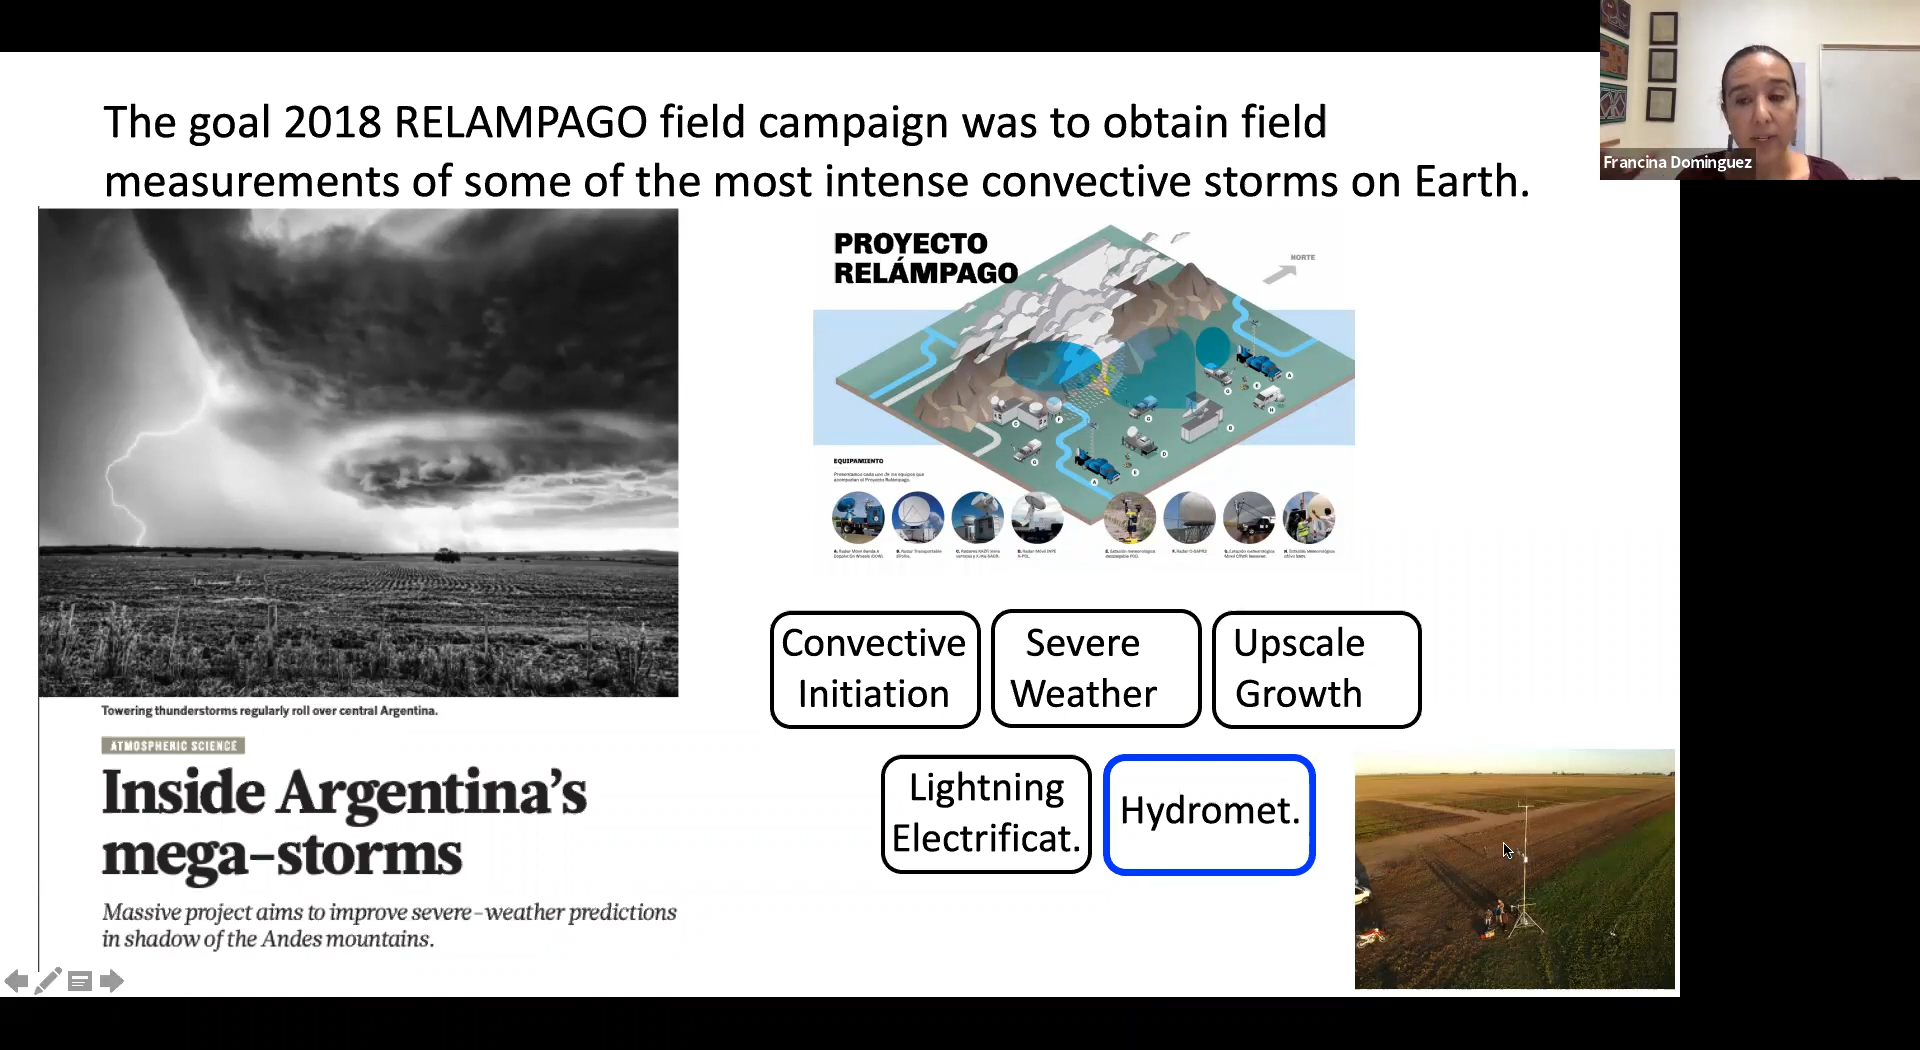 The goal 2018 RELAMPAGO field campaign was to obtain field
measurements of some of the most intense convective storms on Earth.
Francina Dominguez
PROYECTO
RELÁMPAGO
NORTE
EQUIPAMIENTO
Towering thunderstorms regularly roll over central Argentina.
ATMOSPHERIC SCIENCE
Inside Argentina's
mega-storms
Massive project aims to improve severe-weather predictions
in shadow of the Andes mountains.
Convective
Initiation
Severe
Weather
Upscale
Growth
Lightning
Electrificat.
Hydromet.